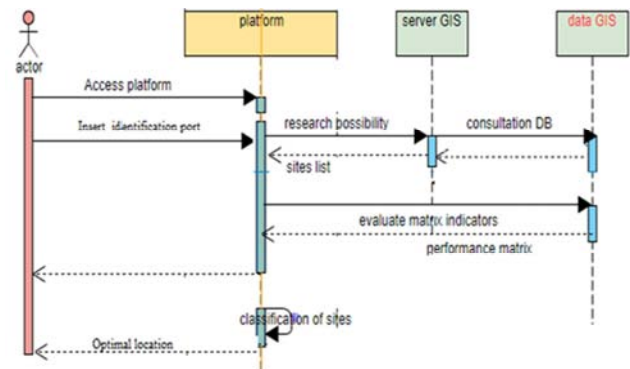 platform
server GIS
data GIS
actor
Access platform
Insert identification port
research possibility
consultation DB
sites list
evaluate matrix indicators
performance matrix
classification of sites
Optimal location